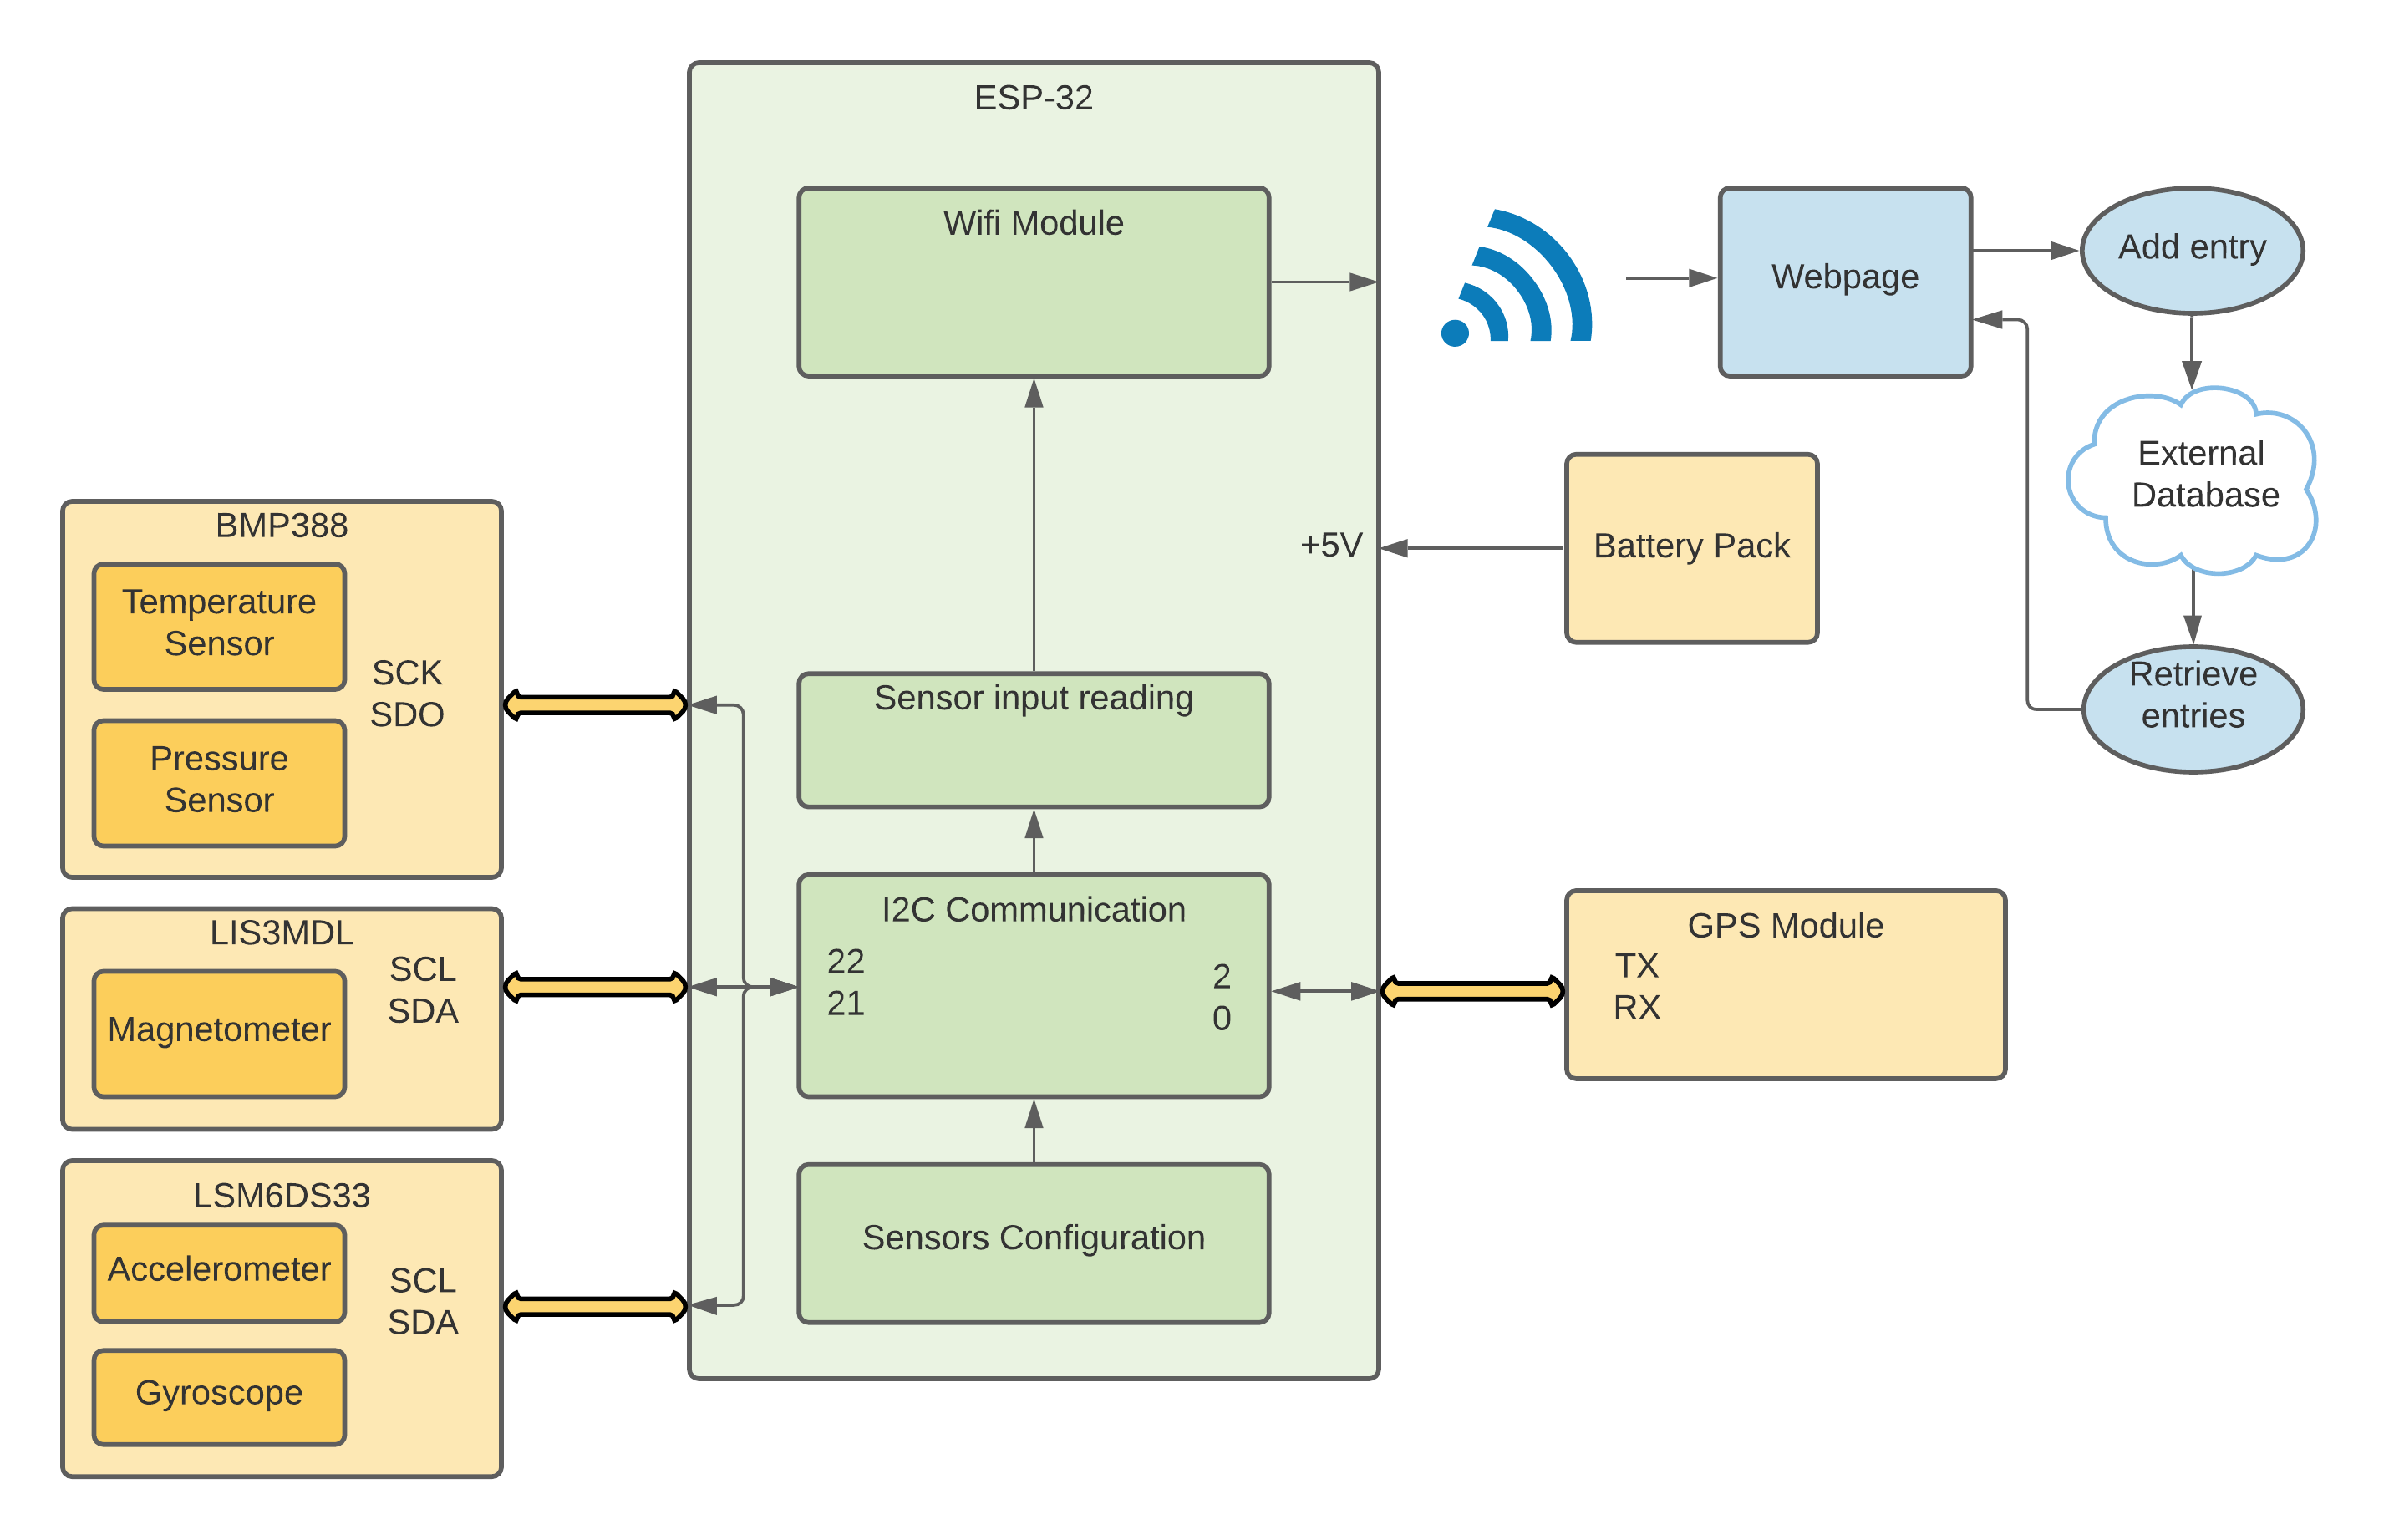 ESP-32
Wifi Module
Webpage
Add entry
External
Database
Retrieve
entries
+5V
Battery Pack
BMP388
Temperature
Sensor
Pressure
Sensor
SCK
SDO
Sensor input reading
LIS3MDL
Magnetometer
SCL
SDA
I2C Communication
22
21
2
0
GPS Module
TX
RX
LSM6DS33
Accelerometer
Gyroscope
SCL
SDA
Sensors Configuration